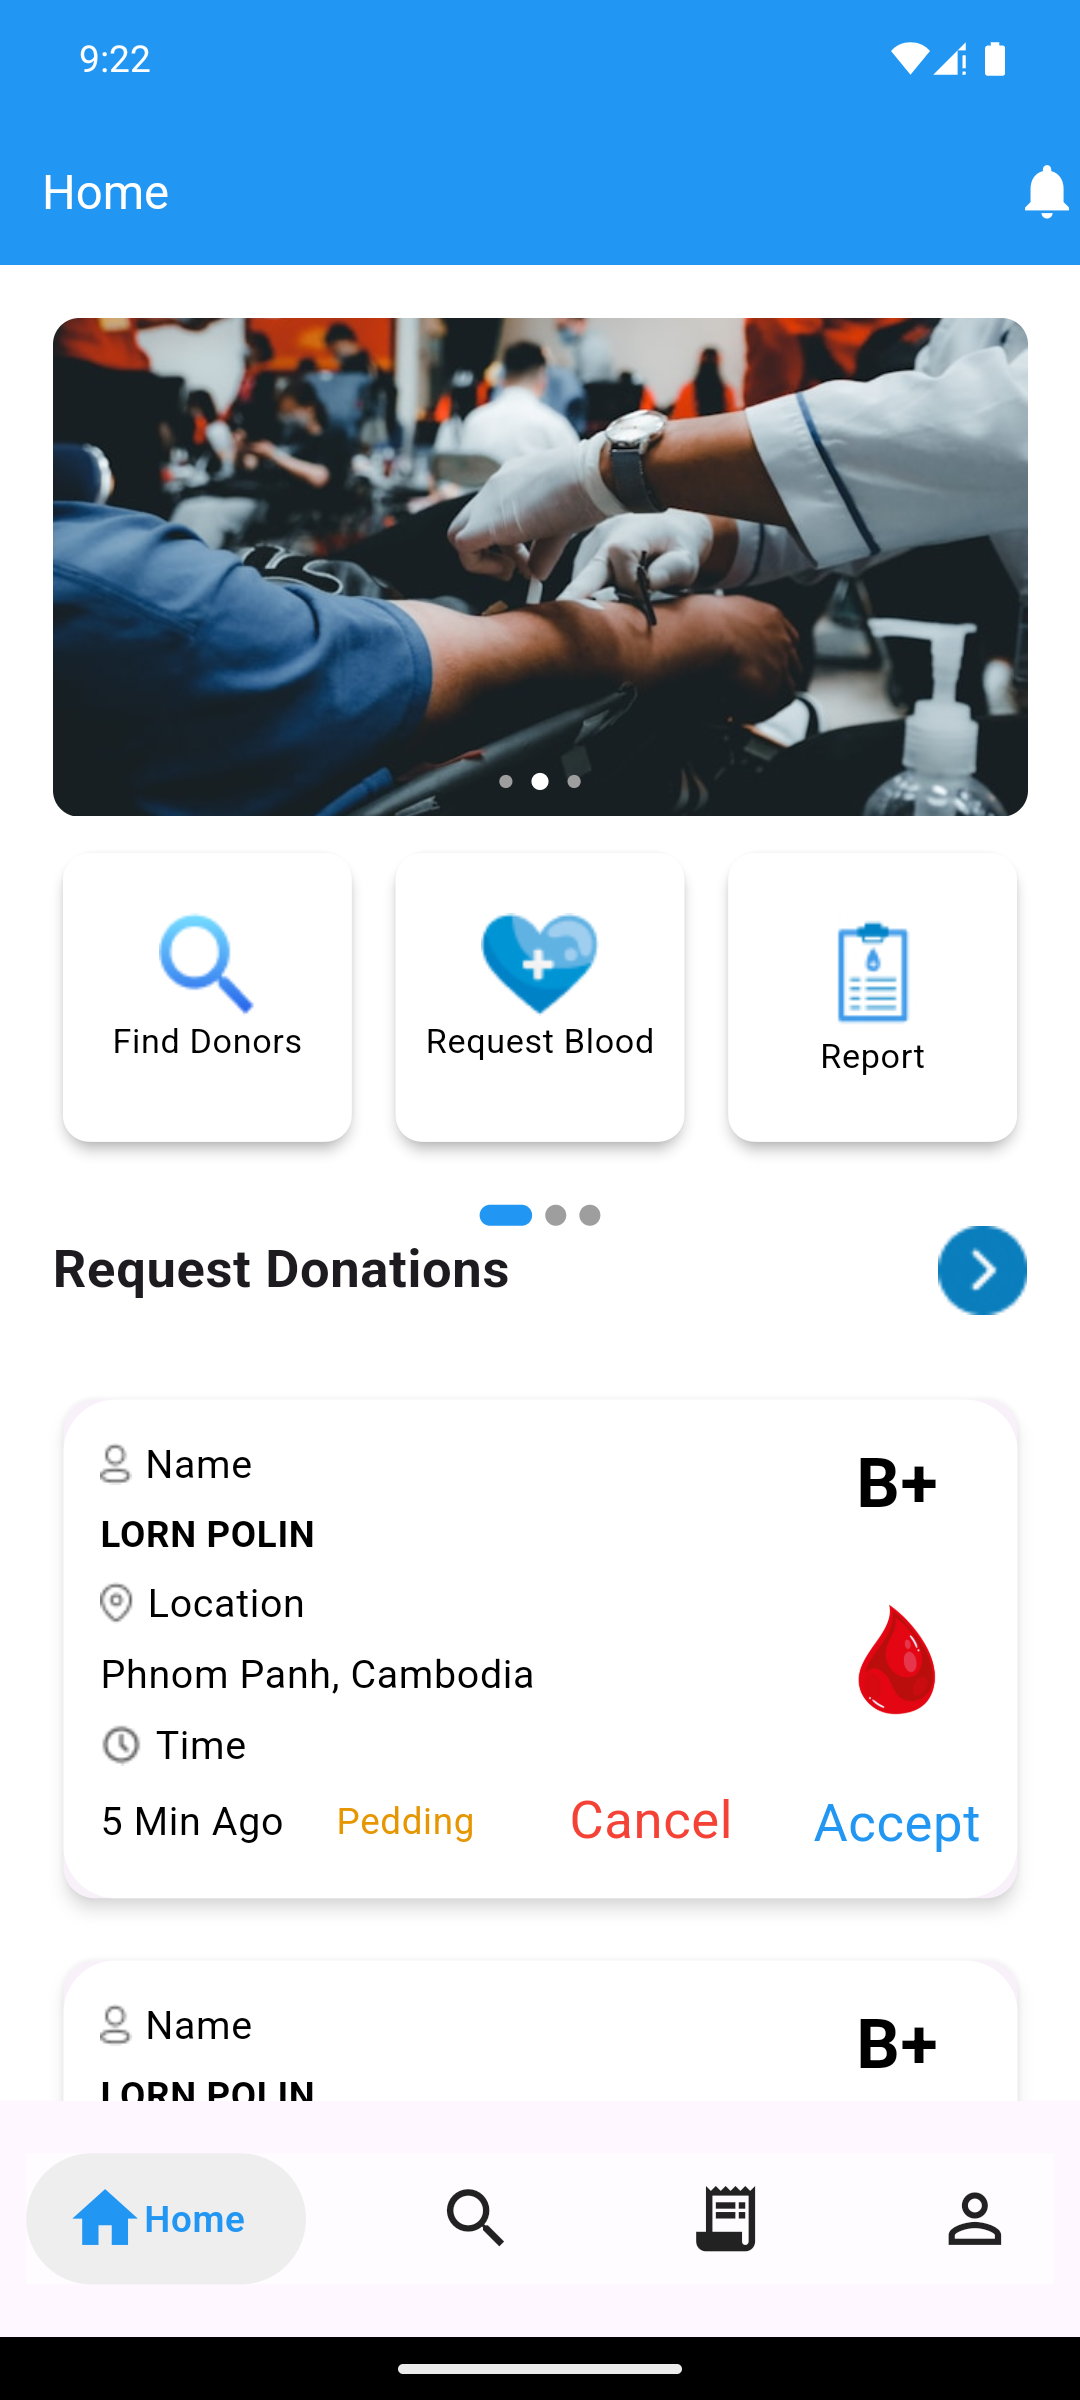 9:22
Home
Find Donors
Request Blood
Report
Request Donations
Name
B+
LORN POLIN
Location
Phnom Panh, Cambodia
Time
5 Min Ago
Pedding
Cancel
Accept
Name
B+
LORN POLIN
Home